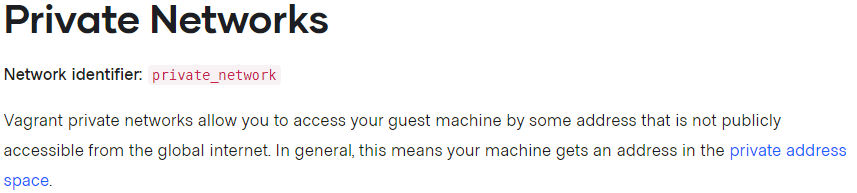 Private Networks
Network identifier: private_network
Vagrant private networks allow you to access your guest machine by some address that is not publicly
accessible from the global internet. In general, this means your machine gets an address in the private address
space.